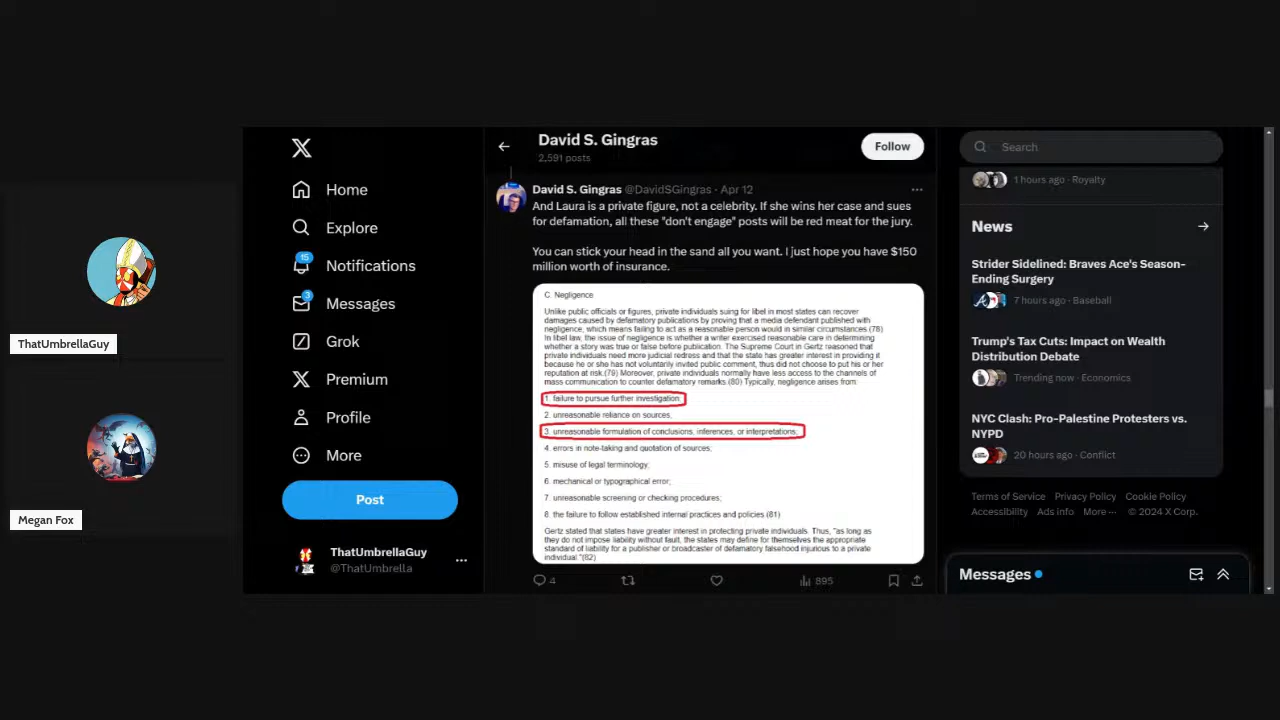 ThatUmbrellaGuy
Megan Fox
Home
Explore
15
Notifications
3
Messages
Grok
Premium
Profile
More
Post
ThatUmbrellaGuy
@ThatUmbrella
David S. Gingras
2,591 posts
Follow
David S. Gingras @DavidSGingras · Apr 12
And Laura is a private figure, not a celebrity. If she wins her case and sues
for defamation, all these "don't engage" posts will be red meat for the jury.
You can stick your head in the sand all you want. I just hope you have $150
million worth of insurance.
C. Negligence
Unlike public officials or figures, private individuals suing for libel in most states can recover
damages caused by defamatory publications by proving that a media defendant published with
negligence, which means failing to act as a reasonable person would in similar circumstances.(78)
In libel law, the issue of negligence is whether a writer exercised reasonable care in determining
whether a story was true or false before publication. The Supreme Court in Gertz reasoned that
private individuals need more judicial redress and that the state has greater interest in providing it
because he or she has not voluntarily invited public comment, thus did not choose to put his or her
reputation at risk.(79) Moreover, private individuals normally have less access to the channels of
mass communication to counter defamatory remarks.(80) Typically, negligence arises from:
1. failure to pursue further investigation;
2. unreasonable reliance on sources;
3. unreasonable formulation of conclusions, inferences, or interpretations;
4. errors in note-taking and quotation of sources;
5. misuse of legal terminology;
6. mechanical or typographical error;
7. unreasonable screening or checking procedures;
8. the failure to follow established internal practices and policies.(81)
Gertz stated that states have greater interest in protecting private individuals. Thus, "as long as
they do not impose liability without fault, the states may define for themselves the appropriate
standard of liability for a publisher or broadcaster of defamatory falsehood injurious to a private
individual."(82)
4
895
Search
1 hours ago · Royalty
News
Strider Sidelined: Braves Ace's Season-
Ending Surgery
7 hours ago · Baseball
Trump's Tax Cuts: Impact on Wealth
Distribution Debate
Trending now · Economics
NYC Clash: Pro-Palestine Protesters vs.
NYPD
20 hours ago · Conflict
Terms of Service Privacy Policy Cookie Policy
Accessibility Ads info More ··· © 2024 X Corp.
Messages